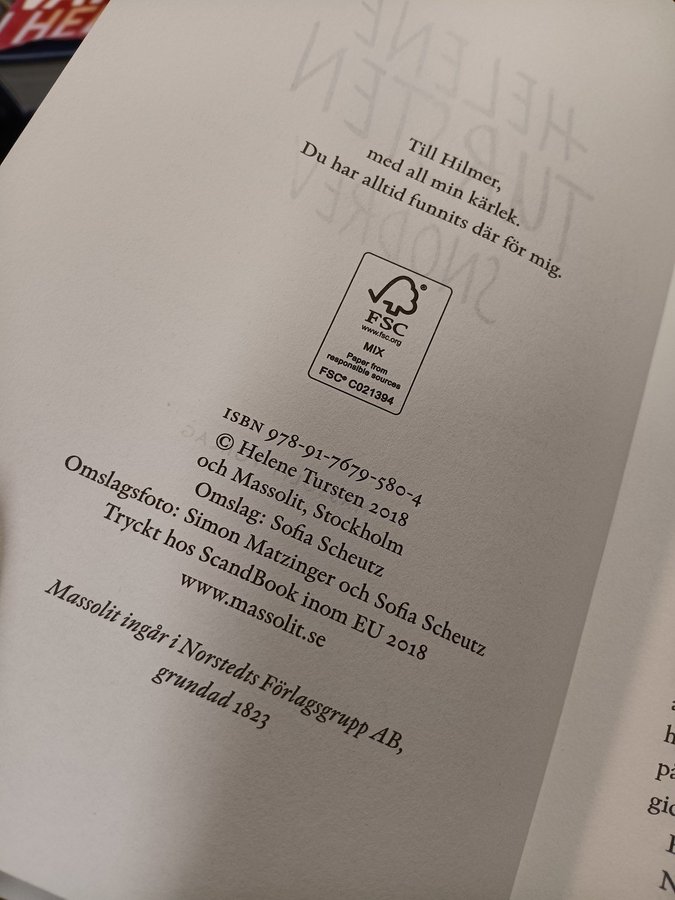 Till Hilmer,
med all min kärlek.
Du har alltid funnits där för mig.
FSC
www.fsc.org
MIX
Paper from
responsible sources
FSC® C021394
ISBN 978-91-7679-580-4
© Helene Tursten 2018
och Massolit, Stockholm
Omslag: Sofia Scheutz
Omslagsfoto: Simon Matzinger och Sofia Scheutz
Tryckt hos ScandBook inom EU 2018
www.massolit.se
Massolit ingår i Norstedts Förlagsgrupp AB,
grundad 1823
HELENE
TURSTEN
SNÖDREV